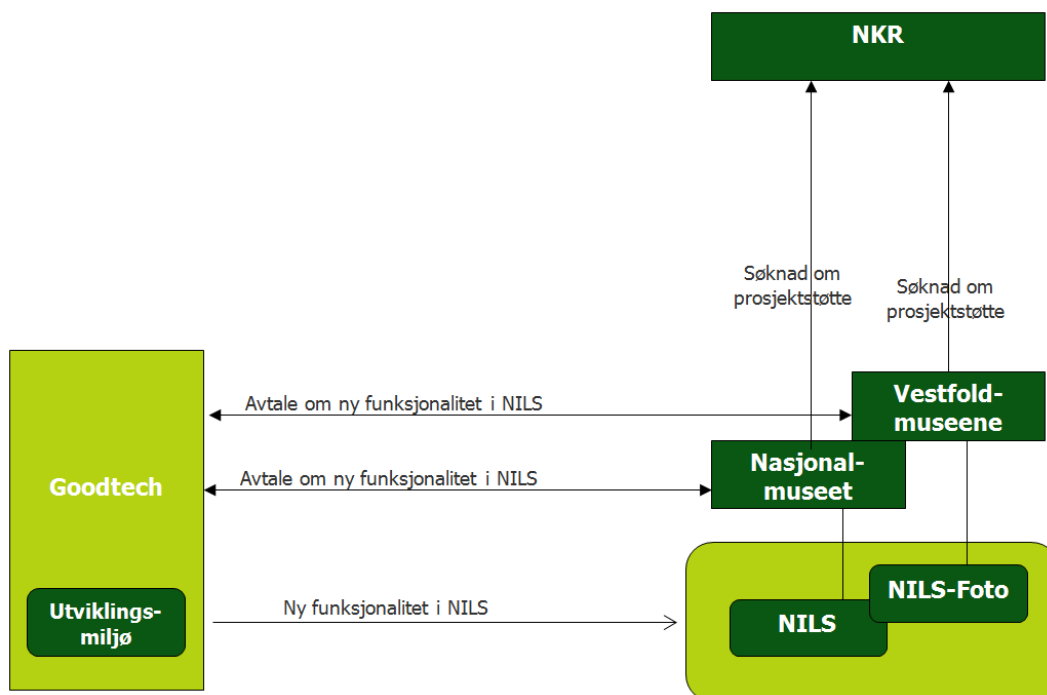 NKR
Søknad om
prosjektstøtte
Søknad om
prosjektstøtte
Avtale om ny funksjonalitet i NILS
Vestfold-
museene
Goodtech
Avtale om ny funksjonalitet i NILS
Nasjonal-
museet
Utviklings-
miljø
Ny funksjonalitet i NILS
NILS
NILS-Foto